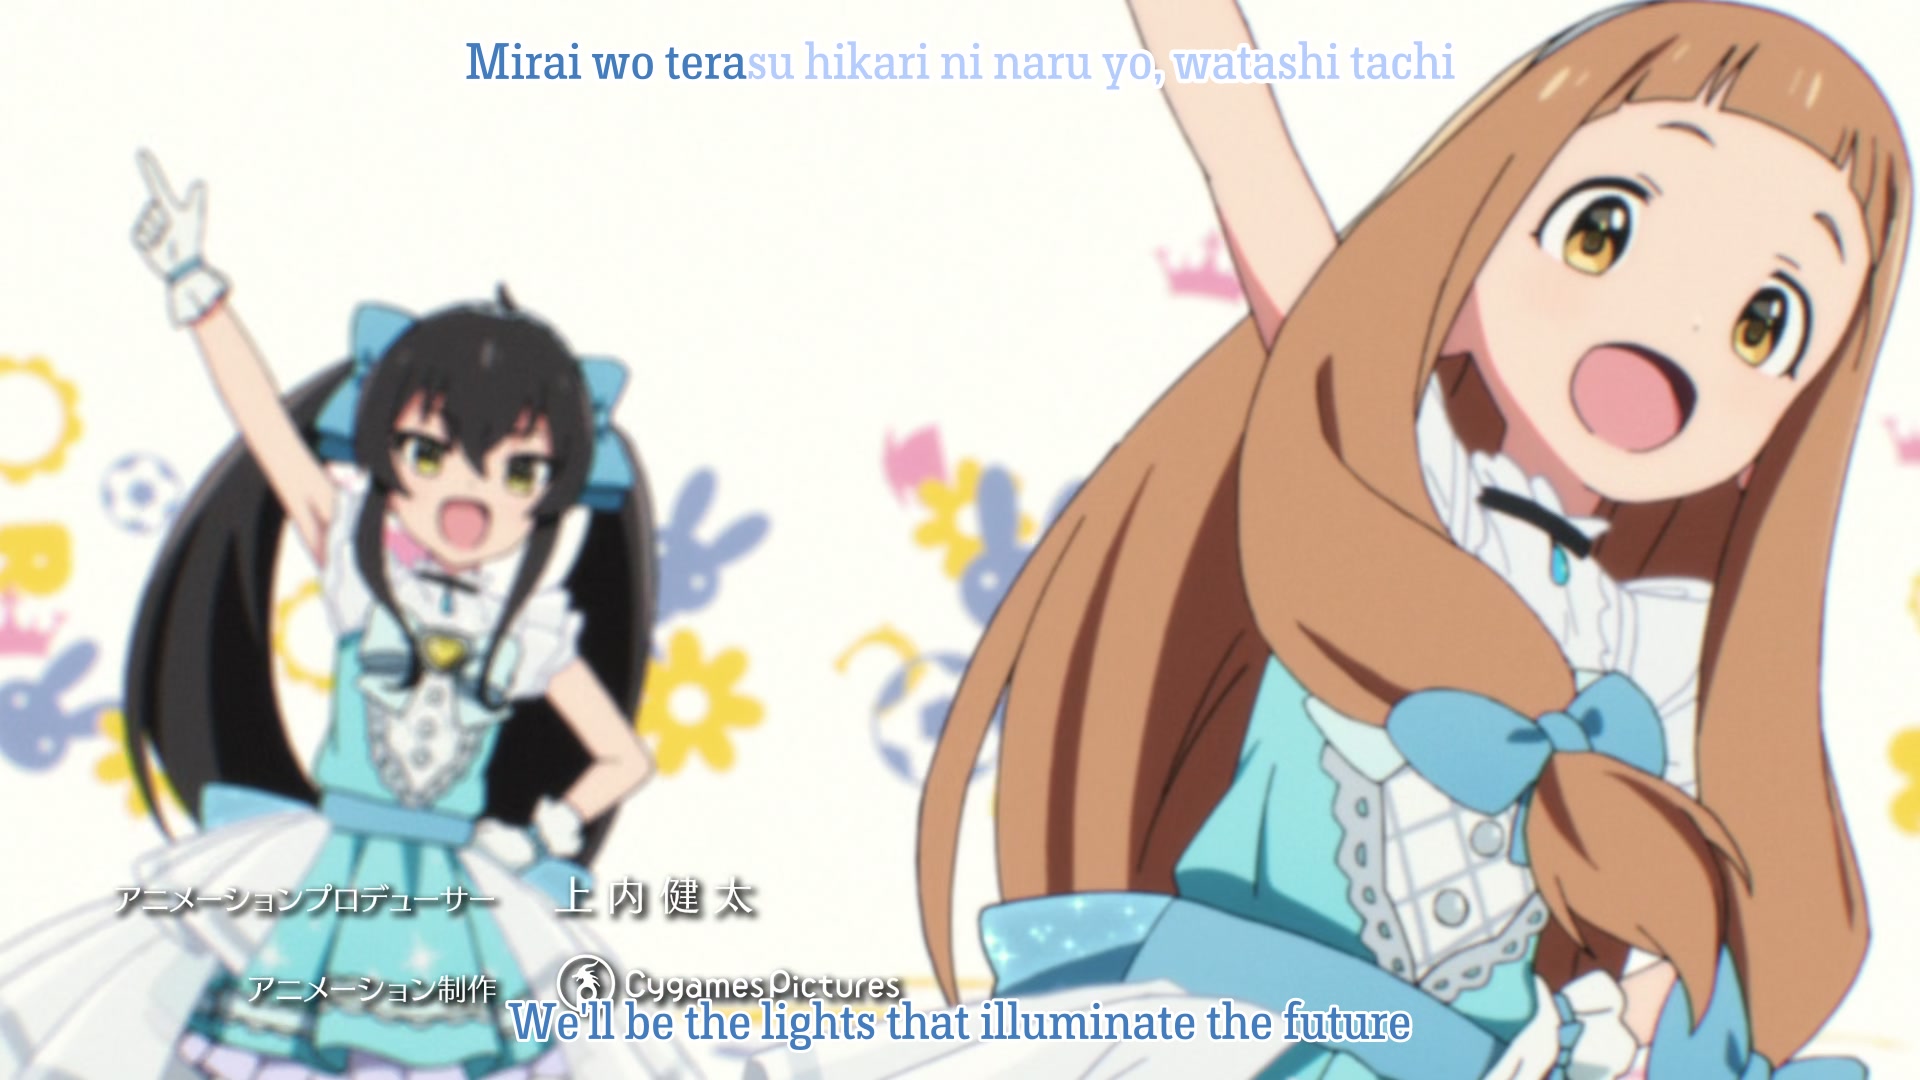 Mirai wo terasu hikari ni naru yo, watashi tachi
アニメーションプロデューサー 上内健太
アニメーション制作 CygamesPictures
We'll be the lights that illuminate the future